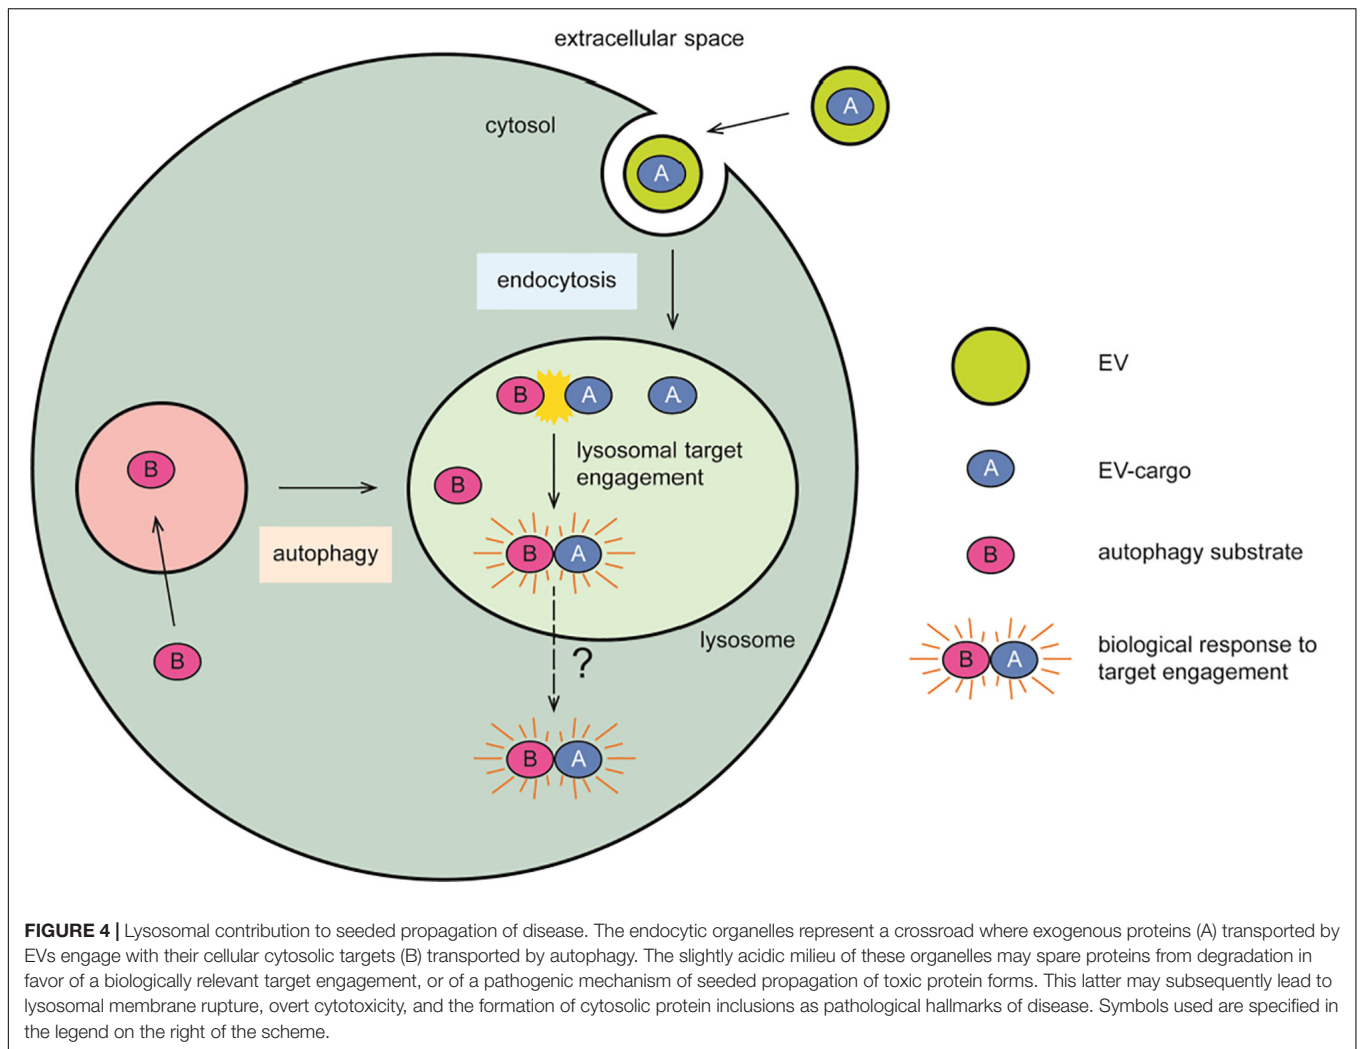 extracellular space
A
cytosol
A
endocytosis
B
A
A
lysosomal target
engagement
B
B
autophagy
B
A
B
lysosome
?
B
A
EV
A
EV-cargo
B
autophagy substrate
B
A
biological response to
target engagement
FIGURE 4 | Lysosomal contribution to seeded propagation of disease. The endocytic organelles represent a crossroad where exogenous proteins (A) transported by
EVs engage with their cellular cytosolic targets (B) transported by autophagy. The slightly acidic milieu of these organelles may spare proteins from degradation in
favor of a biologically relevant target engagement, or of a pathogenic mechanism of seeded propagation of toxic protein forms. This latter may subsequently lead to
lysosomal membrane rupture, overt cytotoxicity, and the formation of cytosolic protein inclusions as pathological hallmarks of disease. Symbols used are specified in
the legend on the right of the scheme.